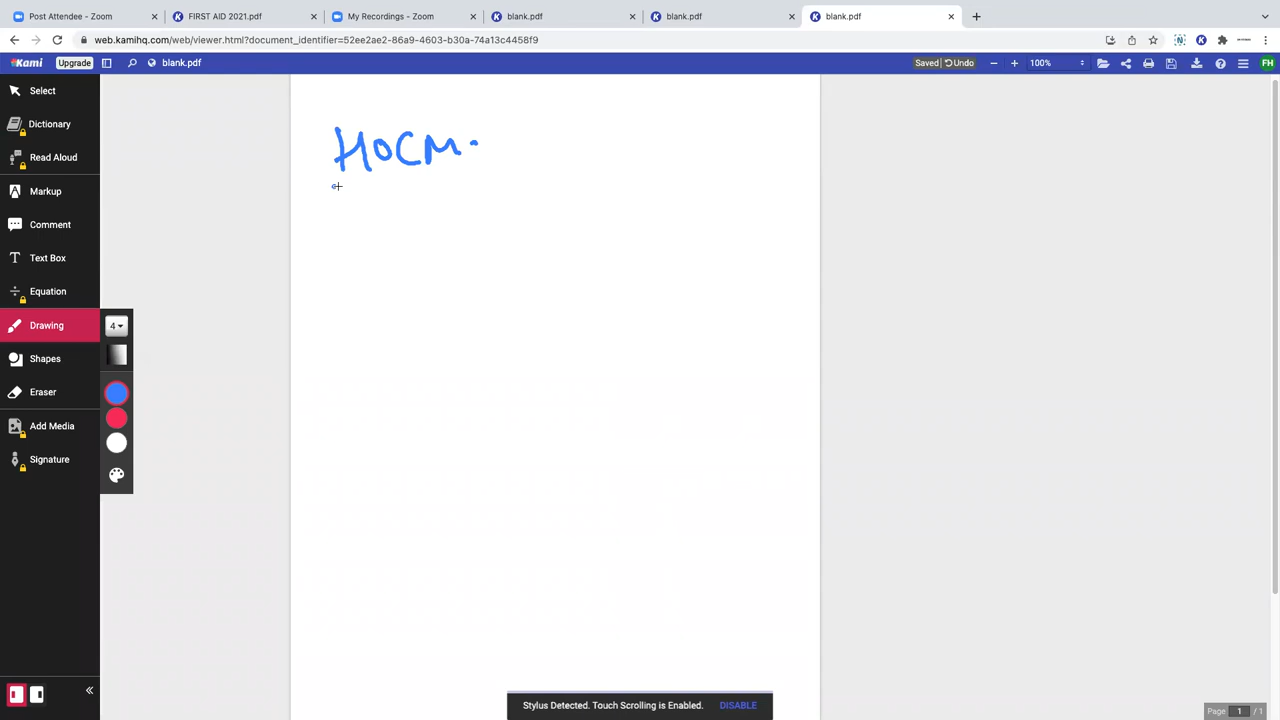 Post Attendee - Zoom
FIRST AID 2021.pdf
My Recordings - Zoom
blank.pdf
blank.pdf
blank.pdf
web.kamihq.com/web/viewer.html?document_identifier=52ee2ae2-86a9-4603-b30a-74a13c4458f9
Kami
Upgrade
blank.pdf
Saved
Undo
100%
FH
Select
Dictionary
Read Aloud
Markup
Comment
Text Box
Equation
Drawing
4
Shapes
Eraser
Add Media
Signature
HOCM.
Stylus Detected. Touch Scrolling is Enabled. DISABLE
Page 1 / 1